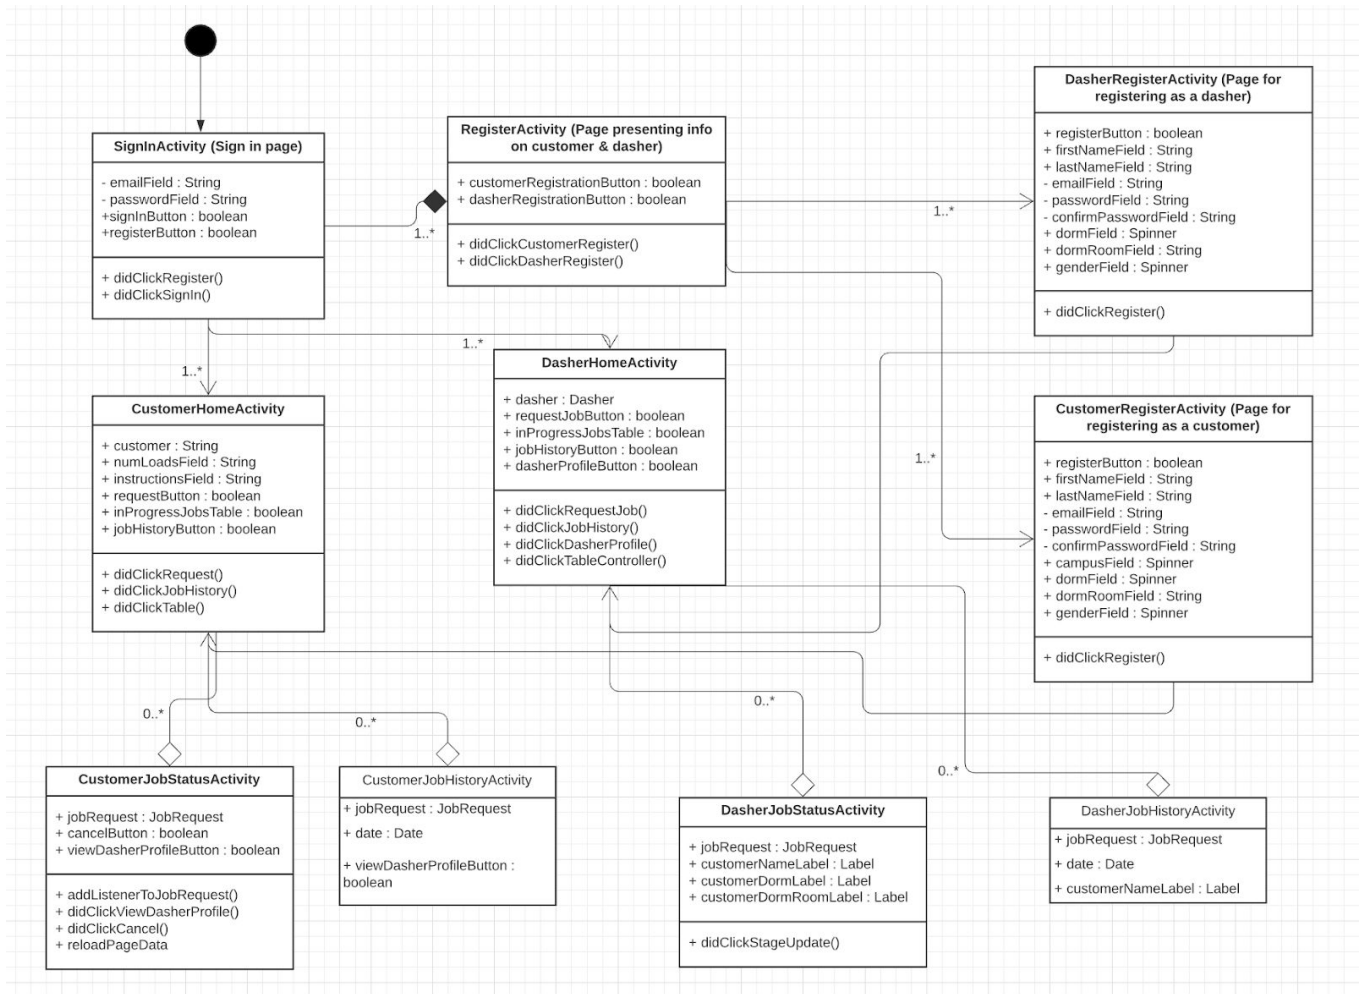 SignInActivity (Sign in page)
- emailField : String
- passwordField : String
+signInButton : boolean
+registerButton : boolean
+ didClickRegister()
+ didClickSignIn()
1..*
RegisterActivity (Page presenting info
on customer & dasher)
+ customerRegistrationButton : boolean
+ dasherRegistrationButton : boolean
+ didClickCustomerRegister()
+ didClickDasherRegister()
1..*
DasherRegisterActivity (Page for
registering as a dasher)
+ registerButton : boolean
+ firstNameField : String
+ lastNameField : String
- emailField : String
- passwordField : String
- confirmPasswordField : String
+ dormField : Spinner
+ dormRoomField : String
+ genderField : Spinner
+ didClickRegister()
1..*
1..*
CustomerHomeActivity
+ customer : String
+ numLoadsField : String
+ instructionsField : String
+ requestButton : boolean
+ inProgressJobsTable : boolean
+ jobHistoryButton : boolean
+ didClickRequest()
+ didClickJobHistory()
+ didClickTable()
DasherHomeActivity
+ dasher : Dasher
+ requestJobButton : boolean
+ inProgressJobsTable : boolean
+ jobHistoryButton : boolean
+ dasherProfileButton : boolean
+ didClickRequestJob()
+ didClickJobHistory()
+ didClickDasherProfile()
+ didClickTableController()
1..*
CustomerRegisterActivity (Page for
registering as a customer)
+ registerButton : boolean
+ firstNameField : String
+ lastNameField : String
- emailField : String
- passwordField : String
- confirmPasswordField : String
+ campusField : Spinner
+ dormField : Spinner
+ dormRoomField : String
+ genderField : Spinner
+ didClickRegister()
0..*
0..*
0..*
0..*
CustomerJobStatusActivity
+ jobRequest : JobRequest
+ cancelButton : boolean
+ viewDasherProfileButton : boolean
+ addListenerToJobRequest()
+ didClickViewDasherProfile()
+ didClickCancel()
+ reloadPageData
CustomerJobHistoryActivity
+ jobRequest : JobRequest
+ date : Date
+ viewDasherProfileButton :
boolean
DasherJobStatusActivity
+ jobRequest : JobRequest
+ customerNameLabel : Label
+ customerDormLabel : Label
+ customerDormRoomLabel : Label
+ didClickStageUpdate()
DasherJobHistoryActivity
+ jobRequest : JobRequest
+ date : Date
+ customerNameLabel : Label